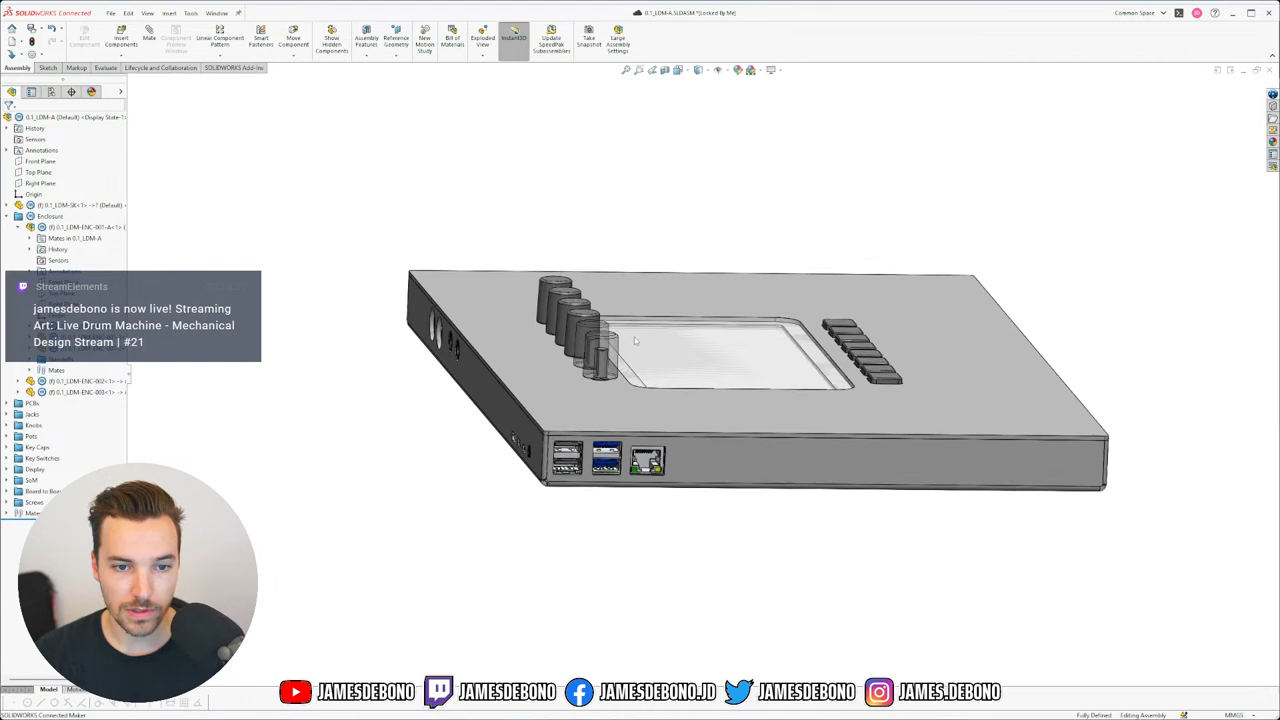 SOLIDWORKS Connected
File
Edit
View
Insert
Tools
Window
0.1_LDM-A.SLDASM *[Locked By Me]
Common Space
Edit Component
Insert Components
Mate
Component Preview Window
Linear Component Pattern
Smart Fasteners
Move Component
Show Hidden Components
Assembly Features
Reference Geometry
New Motion Study
Bill of Materials
Exploded View
Instant3D
Update SpeedPak Subassemblies
Take Snapshot
Large Assembly Settings
Assembly
Sketch
Markup
Evaluate
Lifecycle and Collaboration
SOLIDWORKS Add-Ins
0.1_LDM-A (Default) <Display State-1>
History
Sensors
Annotations
Front Plane
Top Plane
Right Plane
Origin
(f) 0.1_LDM-SK<1> ->? (Default)
Enclosure
(f) 0.1_LDM-ENC-001-A<1> (
Mates in 0.1_LDM-A
History
Sensors
StreamElements
jamesdebono is now live! Streaming
Art: Live Drum Machine - Mechanical
Design Stream | #21
Mates
(f) 0.1_LDM-ENC-002<1> ->
(f) 0.1_LDM-ENC-003<1> ->
PCBs
Jacks
Knobs
Pots
Key Caps
Key Switches
Display
SoM
Board to Boa
Screws
Mate
JAMESDEBONO
JAMESDEBONO
JAMESDEBONO.JD
JAMESDEBONO
JAMES.DEBONO
Model
SOLIDWORKS Connected Maker
Fully Defined
Editing Assembly
MMGS